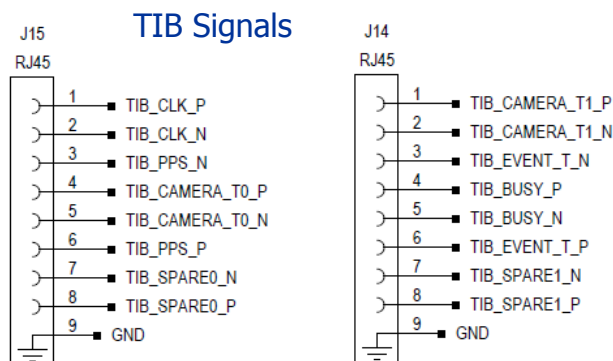 TIB Signals
J15
RJ45
1 TIB_CLK_P
2 TIB_CLK_N
3 TIB_PPS_N
4 TIB_CAMERA_T0_P
5 TIB_CAMERA_T0_N
6 TIB_PPS_P
7 TIB_SPARE0_N
8 TIB_SPARE0_P
9 GND
J14
RJ45
1 TIB_CAMERA_T1_P
2 TIB_CAMERA_T1_N
3 TIB_EVENT_T_N
4 TIB_BUSY_P
5 TIB_BUSY_N
6 TIB_EVENT_T_P
7 TIB_SPARE1_N
8 TIB_SPARE1_P
9 GND